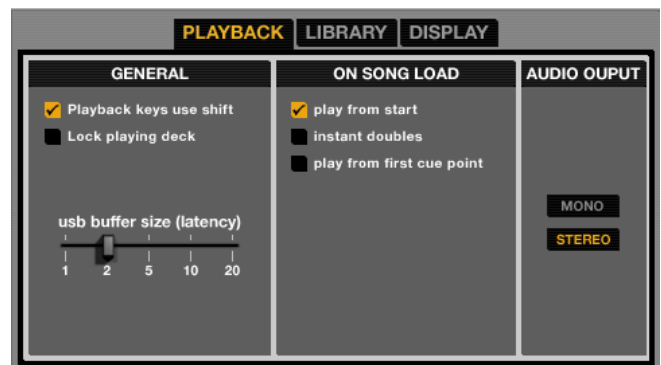 PLAYBACK LIBRARY DISPLAY
GENERAL
Playback keys use shift
Lock playing deck
usb buffer size (latency)
1 2 5 10 20
ON SONG LOAD
play from start
instant doubles
play from first cue point
AUDIO OUPUT
MONO
STEREO